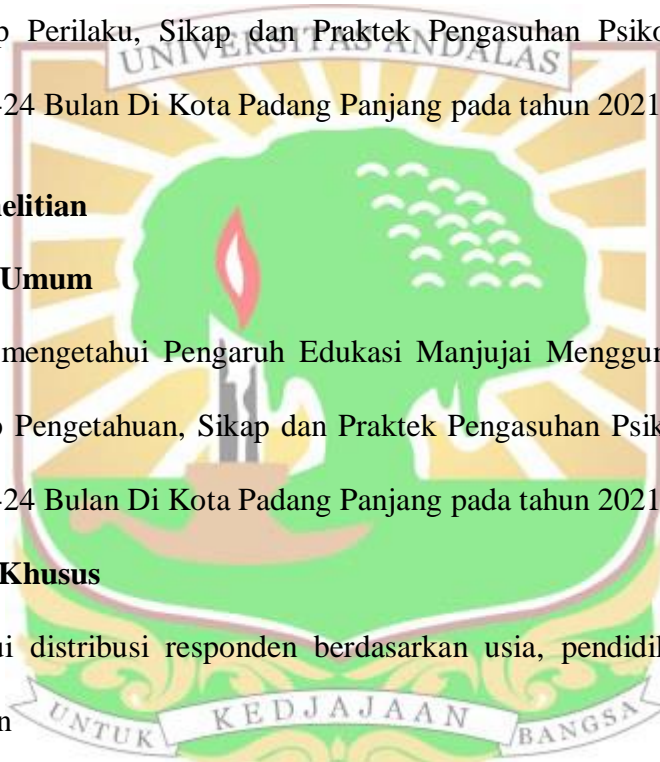 p Perilaku, Sikap dan Praktek Pengasuhan Psiko
UNIVERSITAS ANDALAS
-24 Bulan Di Kota Padang Panjang pada tahun 2021
nelitian
Umum
mengetahui Pengaruh Edukasi Manjujai Menggun
p Pengetahuan, Sikap dan Praktek Pengasuhan Psik
-24 Bulan Di Kota Padang Panjang pada tahun 2021
Khusus
ui distribusi responden berdasarkan usia, pendidik
n
UNTUK KEDJAJAAN BANGSA